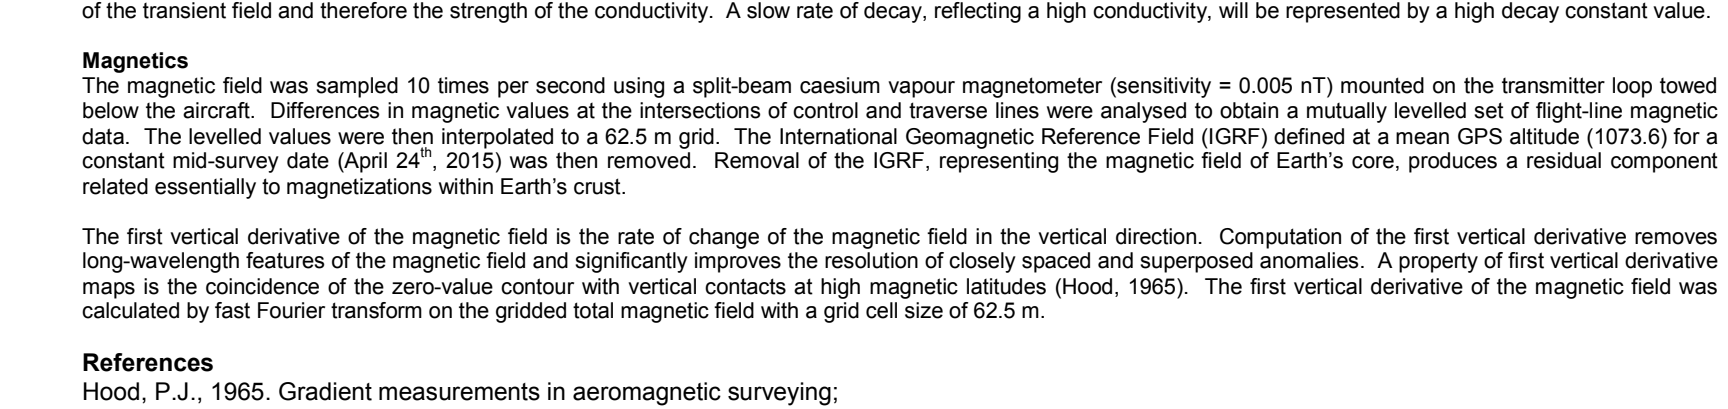 of the transient field and therefore the strength of the conductivity.  A slow rate of decay, reflecting a high conductivity, will be represented by a high decay constant value.
Magnetics
The magnetic field was sampled 10 times per second using a split-beam caesium vapour magnetometer (sensitivity = 0.005 nT) mounted on the transmitter loop towed
below the aircraft.  Differences in magnetic values at the intersections of control and traverse lines were analysed to obtain a mutually levelled set of flight-line magnetic
data.  The levelled values were then interpolated to a 62.5 m grid.  The International Geomagnetic Reference Field (IGRF) defined at a mean GPS altitude (1073.6) for a
constant mid-survey date (April 24th, 2015) was then removed.  Removal of the IGRF, representing the magnetic field of Earth's core, produces a residual component
related essentially to magnetizations within Earth's crust.
The first vertical derivative of the magnetic field is the rate of change of the magnetic field in the vertical direction.  Computation of the first vertical derivative removes
long-wavelength features of the magnetic field and significantly improves the resolution of closely spaced and superposed anomalies.  A property of first vertical derivative
maps is the coincidence of the zero-value contour with vertical contacts at high magnetic latitudes (Hood, 1965).  The first vertical derivative of the magnetic field was
calculated by fast Fourier transform on the gridded total magnetic field with a grid cell size of 62.5 m.
References
Hood, P.J., 1965. Gradient measurements in aeromagnetic surveying;